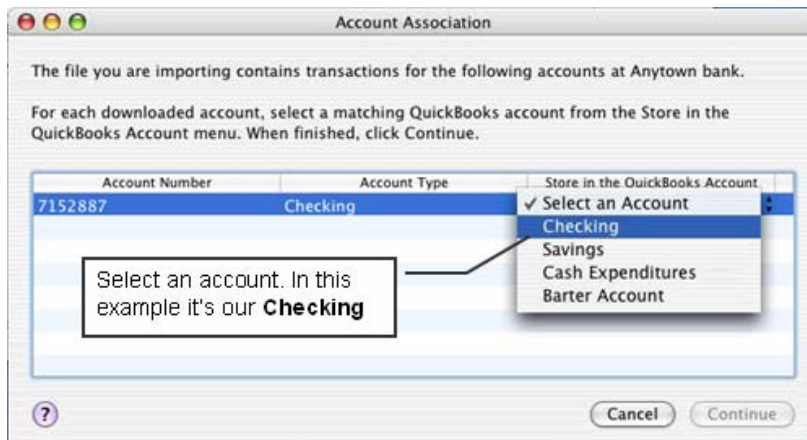 Account Association
The file you are importing contains transactions for the following accounts at Anytown bank.
For each downloaded account, select a matching QuickBooks account from the Store in the
QuickBooks Account menu. When finished, click Continue.
Account Number Account Type Store in the QuickBooks Account
7152887 Checking ✓ Select an Account
Checking
Savings
Cash Expenditures
Barter Account
Select an account. In this
example it's our Checking
? Cancel Continue